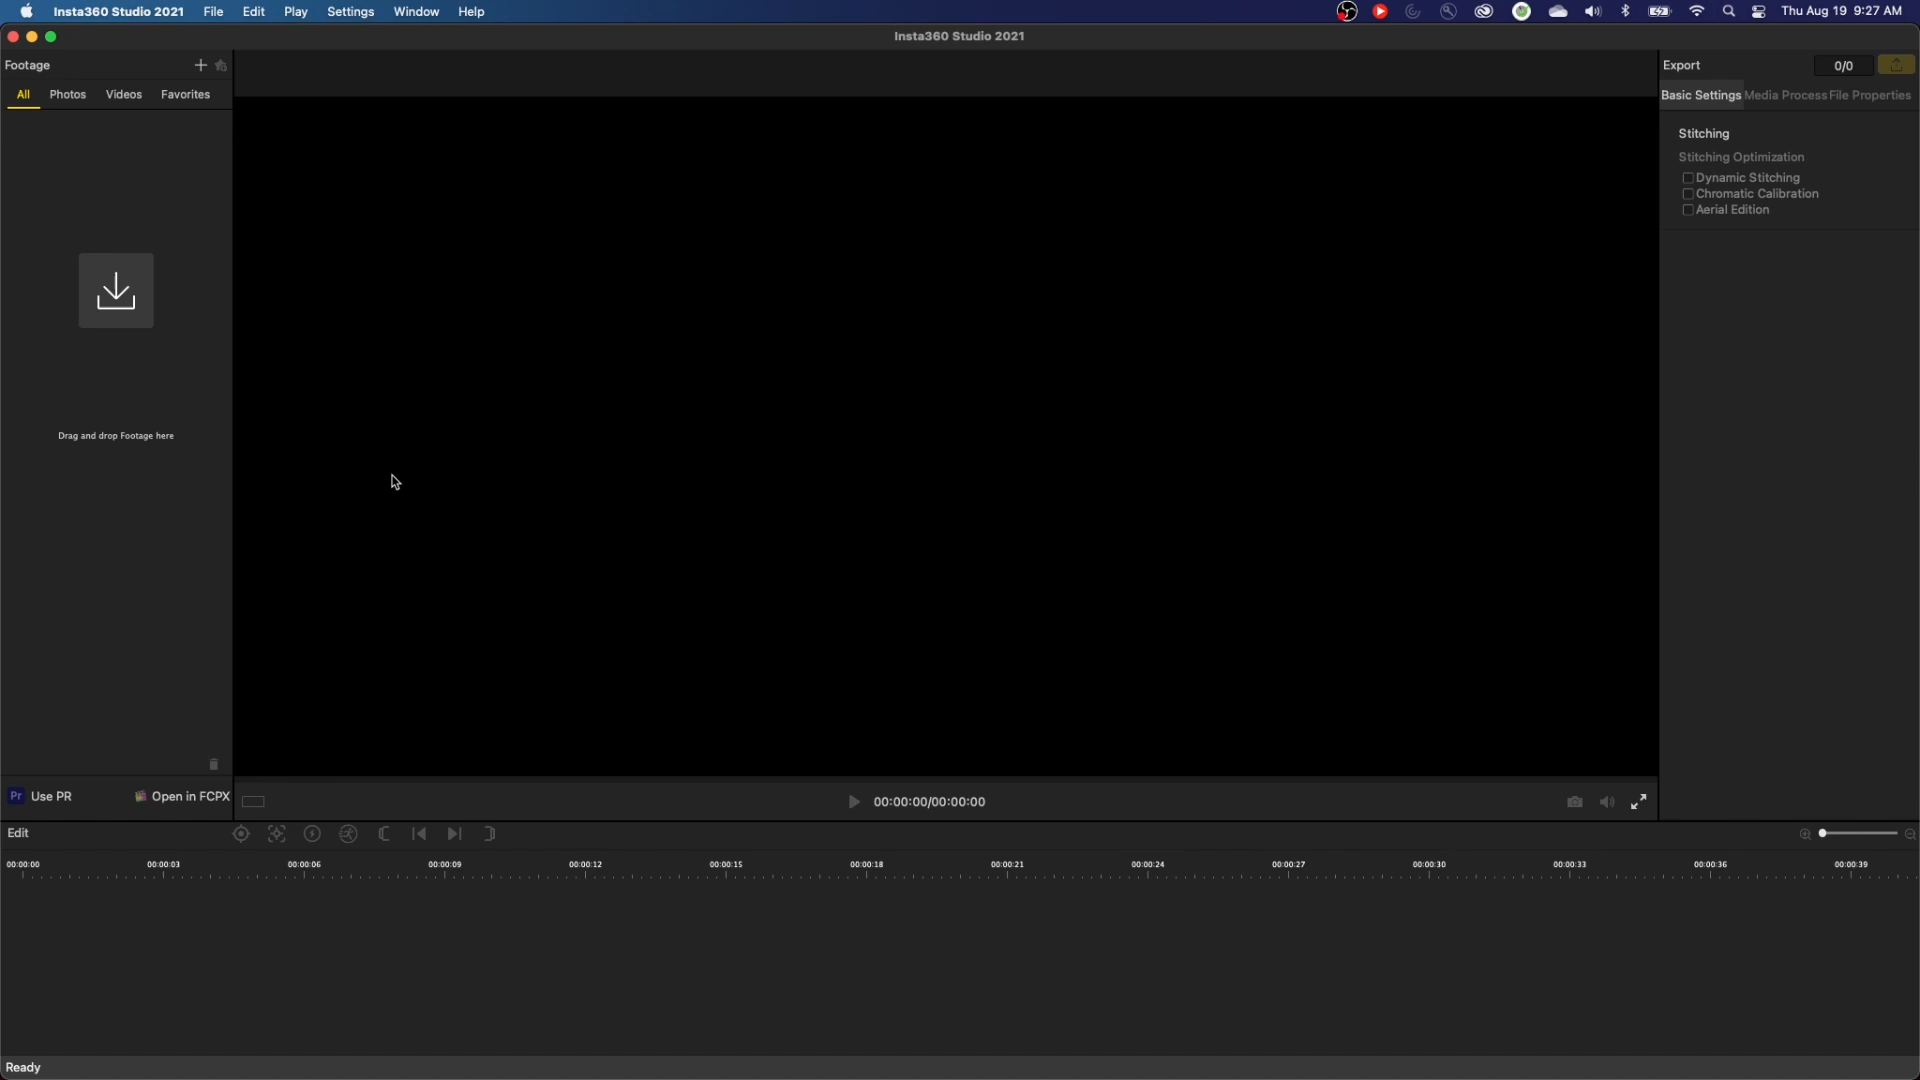 Insta360 Studio 2021 File Edit Play Settings Window Help Thu Aug 19 9:27 AM
Insta360 Studio 2021
Footage
Export 0/0
All Photos Videos Favorites
Basic Settings Media Process File Properties
Stitching
Stitching Optimization
Dynamic Stitching
Chromatic Calibration
Aerial Edition
Drag and drop Footage here
Pr Use PR Open in FCPX
00:00:00/00:00:00
Edit
00:00:00 00:00:03 00:00:06 00:00:09 00:00:12 00:00:15 00:00:18 00:00:21 00:00:24 00:00:27 00:00:30 00:00:33 00:00:36 00:00:39
Ready